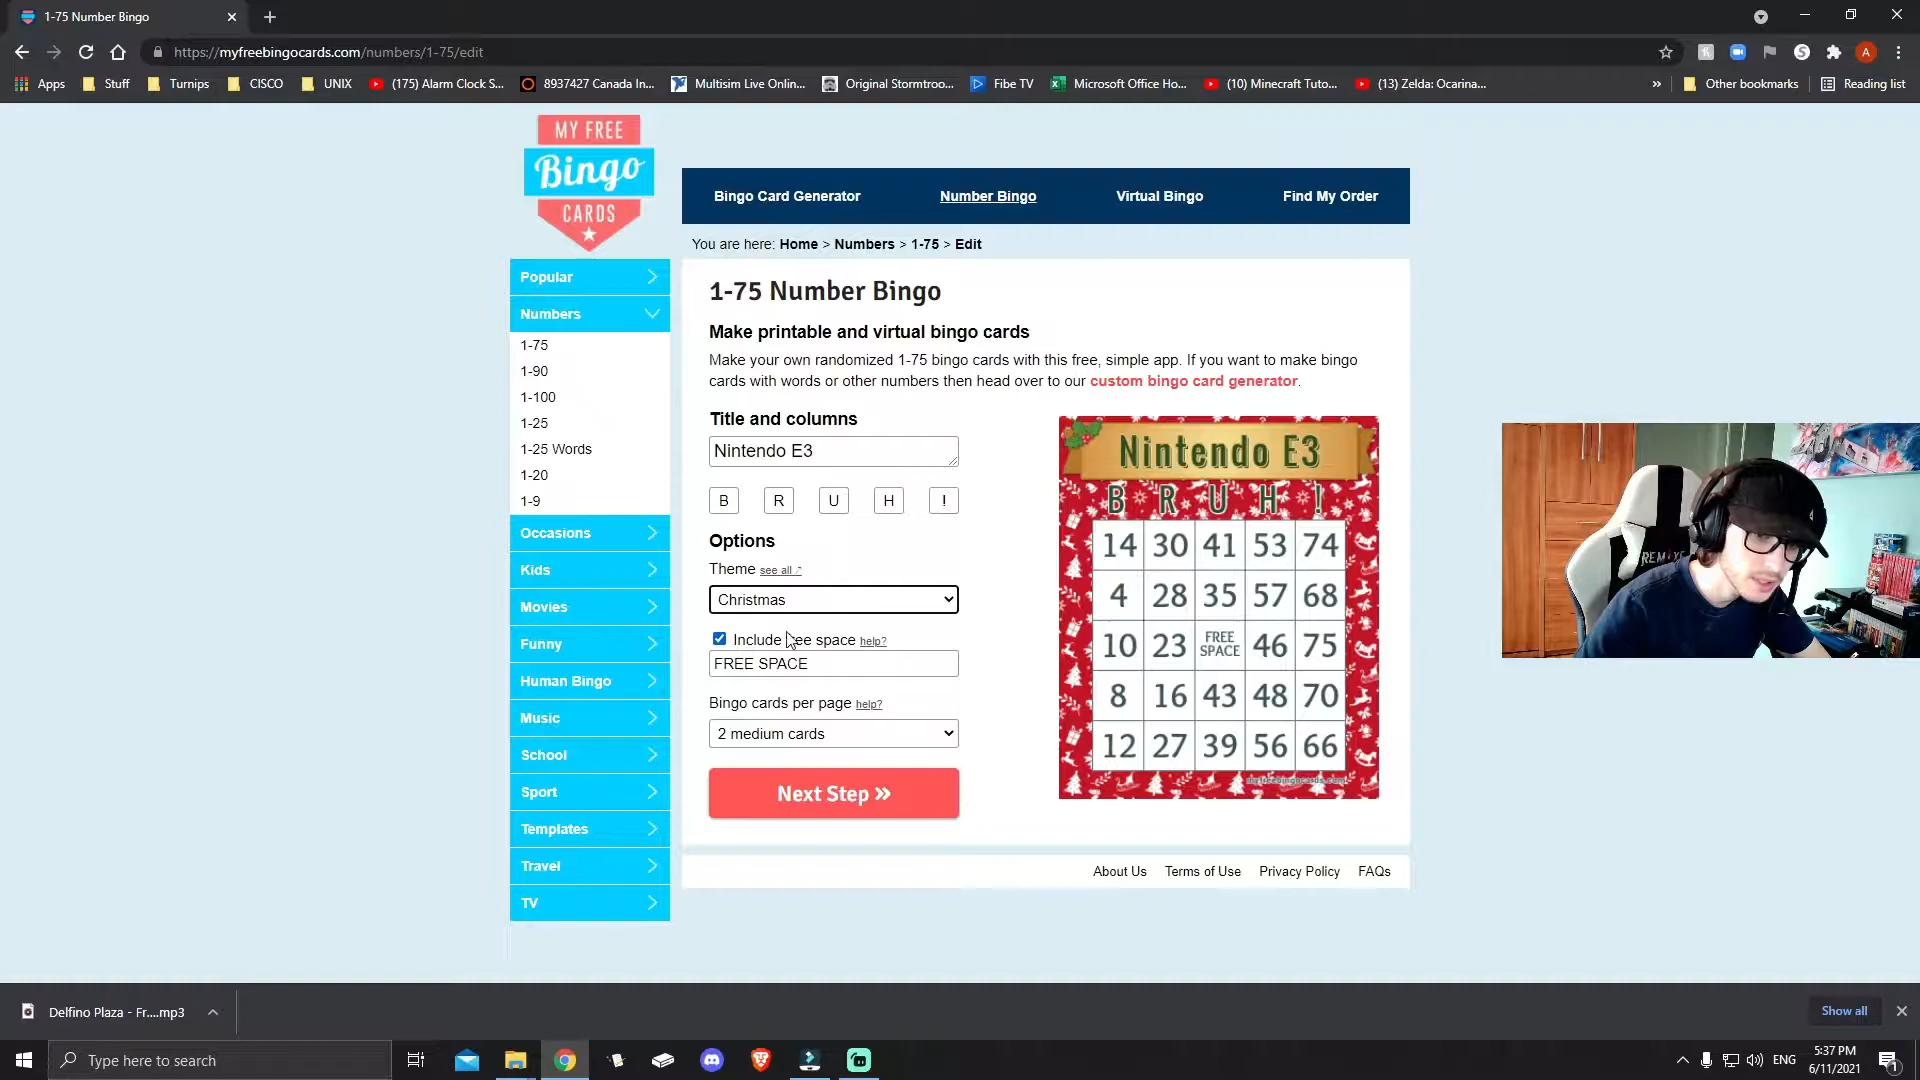 1-75 Number Bingo
https://myfreebingocards.com/numbers/1-75/edit
A
Apps
Stuff
Turnips
CISCO
UNIX
(175) Alarm Clock S...
8937427 Canada In...
Multisim Live Onlin...
Original Stormtroo...
Fibe TV
Microsoft Office Ho...
(10) Minecraft Tuto...
(13) Zelda: Ocarina...
»
Other bookmarks
Reading list
MY FREE
Bingo
CARDS
Bingo Card Generator
Number Bingo
Virtual Bingo
Find My Order
You are here: Home > Numbers > 1-75 > Edit
Popular
Numbers
1-75
1-90
1-100
1-25
1-25 Words
1-20
1-9
Occasions
Kids
Movies
Funny
Human Bingo
Music
School
Sport
Templates
Travel
TV
1-75 Number Bingo
Make printable and virtual bingo cards
Make your own randomized 1-75 bingo cards with this free, simple app. If you want to make bingo
cards with words or other numbers then head over to our custom bingo card generator.
Title and columns
Nintendo E3
B R U H !
Options
Theme see all
Christmas
Include free space help?
FREE SPACE
Bingo cards per page help?
2 medium cards
Next Step »
Nintendo E3
B R U H !
14 30 41 53 74
4 28 35 57 68
10 23 FREE SPACE 46 75
8 16 43 48 70
12 27 39 56 66
myfreebingocards.com
REMIXE
About Us
Terms of Use
Privacy Policy
FAQs
Delfino Plaza - Fr....mp3
Show all
Type here to search
ENG
5:37 PM
6/11/2021
1